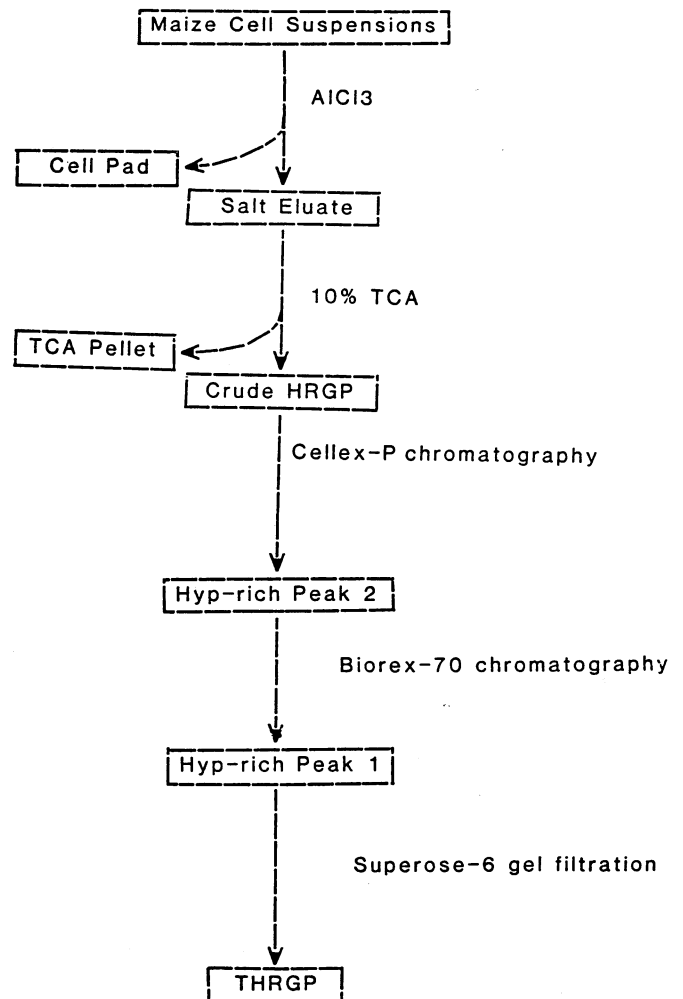 Maize Cell Suspensions
AlCl3
Cell Pad
Salt Eluate
10% TCA
TCA Pellet
Crude HRGP
Cellex-P chromatography
Hyp-rich Peak 2
Biorex-70 chromatography
Hyp-rich Peak 1
Superose-6 gel filtration
THRGP